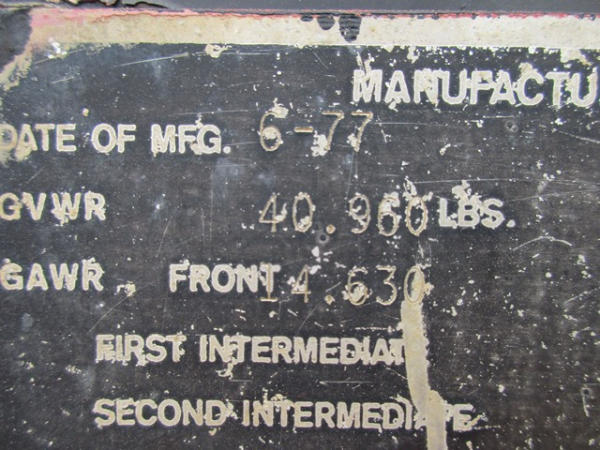 MANUFACTU
DATE OF MFG. 6-77
GVWR 40.960 LBS.
GAWR FRONT 14.630
FIRST INTERMEDIAT
SECOND INTERMEDIATE